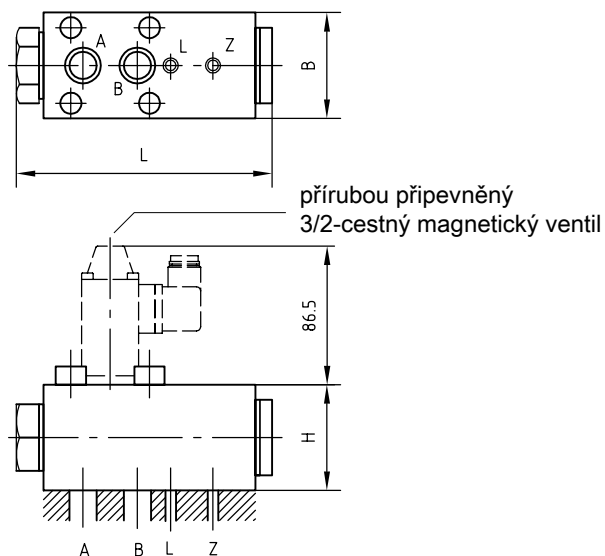 A
L
Z
B
B
L
přírubou připevněný
3/2-cestný magnetický ventil
86.5
H
A
B
L
Z